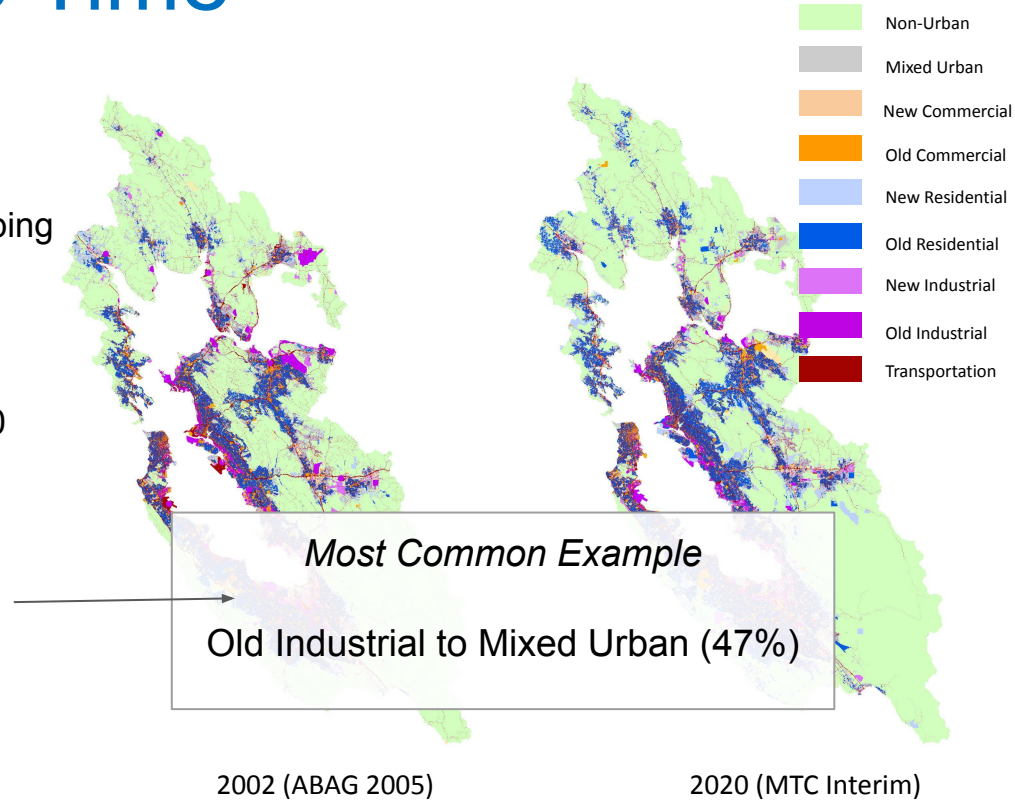 Time
Non-Urban
Mixed Urban
New Commercial
Old Commercial
New Residential
Old Residential
New Industrial
Old Industrial
Transportation
Most Common Example
Old Industrial to Mixed Urban (47%)
2002 (ABAG 2005)
2020 (MTC Interim)